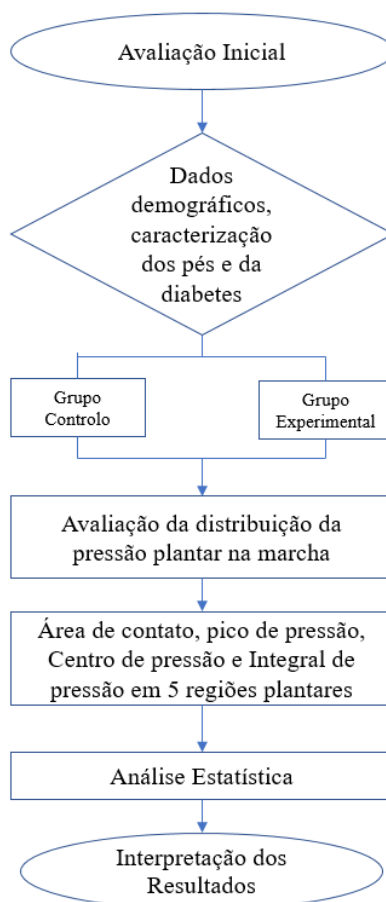 Avaliação Inicial
Dados
demográficos,
caracterização
dos pés e da
diabetes
Grupo
Controlo
Grupo
Experimental
Avaliação da distribuição da
pressão plantar na marcha
Área de contato, pico de pressão,
Centro de pressão e Integral de
pressão em 5 regiões plantares
Análise Estatística
Interpretação dos
Resultados